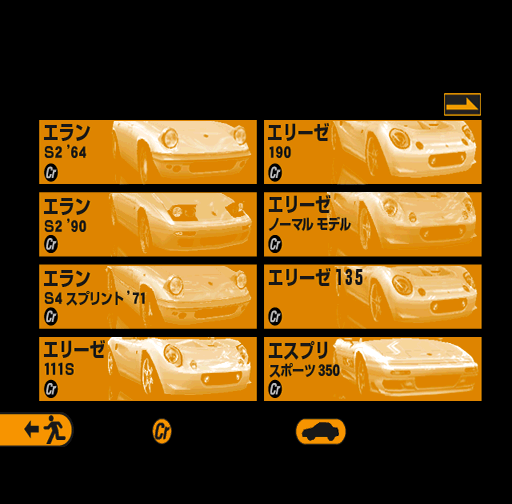 エラン
S2 '64
Cr
エリーゼ
190
Cr
エラン
S2 '90
Cr
エリーゼ
ノーマル モデル
Cr
エラン
S4 スプリント '71
Cr
エリーゼ 135
Cr
エリーゼ
111S
Cr
エスプリ
スポーツ 350
Cr
Cr